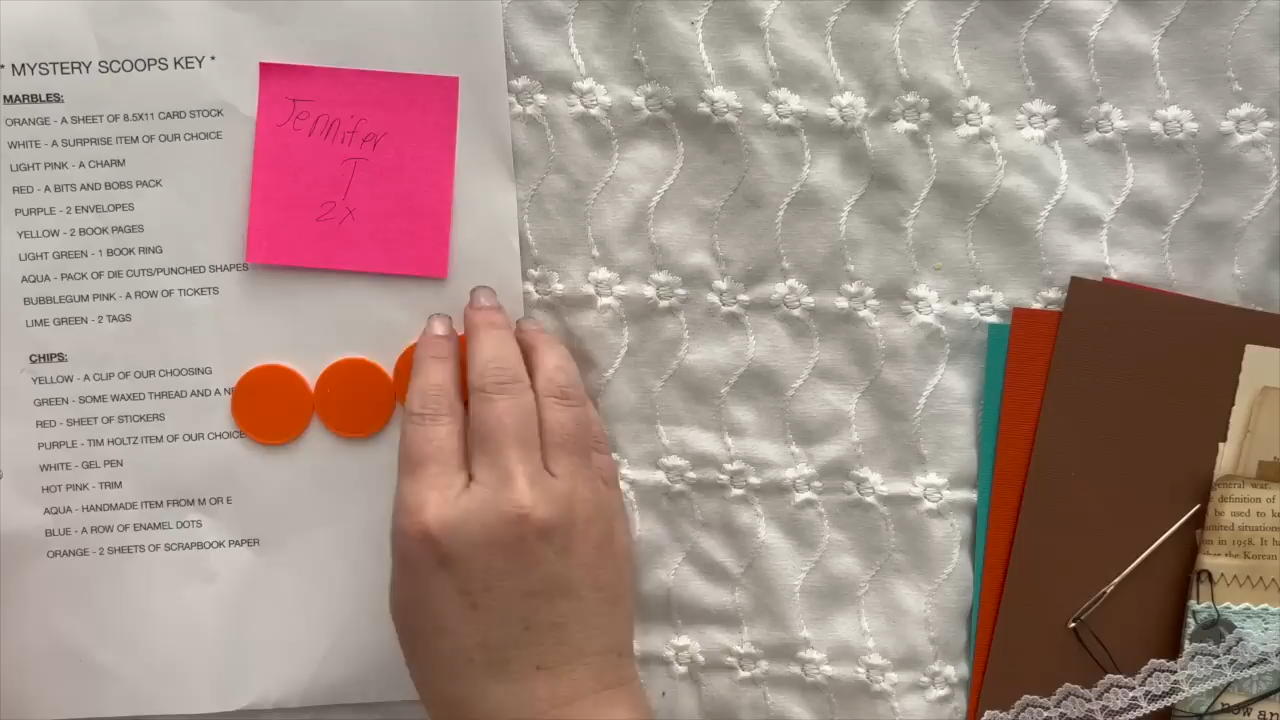 * MYSTERY SCOOPS KEY *
MARBLES:
ORANGE - A SHEET OF 8.5X11 CARD STOCK
WHITE - A SURPRISE ITEM OF OUR CHOICE
LIGHT PINK - A CHARM
RED - A BITS AND BOBS PACK
PURPLE - 2 ENVELOPES
YELLOW - 2 BOOK PAGES
LIGHT GREEN - 1 BOOK RING
AQUA - PACK OF DIE CUTS/PUNCHED SHAPES
BUBBLEGUM PINK - A ROW OF TICKETS
LIME GREEN - 2 TAGS
CHIPS:
YELLOW - A CLIP OF OUR CHOOSING
GREEN - SOME WAXED THREAD AND A
RED - SHEET OF STICKERS
PURPLE - TIM HOLTZ ITEM OF OUR CHOICE
WHITE - GEL PEN
HOT PINK - TRIM
AQUA - HANDMADE ITEM FROM M OR E
BLUE - A ROW OF ENAMEL DOTS
ORANGE - 2 SHEETS OF SCRAPBOOK PAPER
Jennifer
T
2x
general war.
definition of
be used to
situations
in 1958. It
the Korean
now